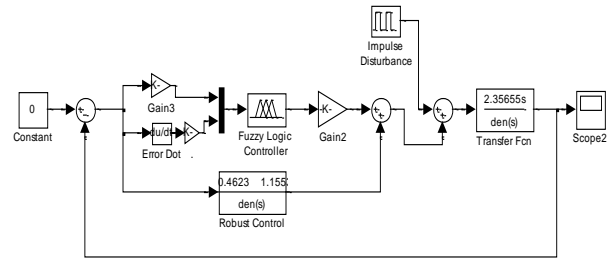 Impulse
Disturbance
0
Constant
K-
Gain3
du/dt
Error Dot
K-
.
Fuzzy Logic
Controller
-K-
Gain2
2.35655s
den(s)
Transfer Fcn
Scope2
0.4623 1.155
den(s)
Robust Control